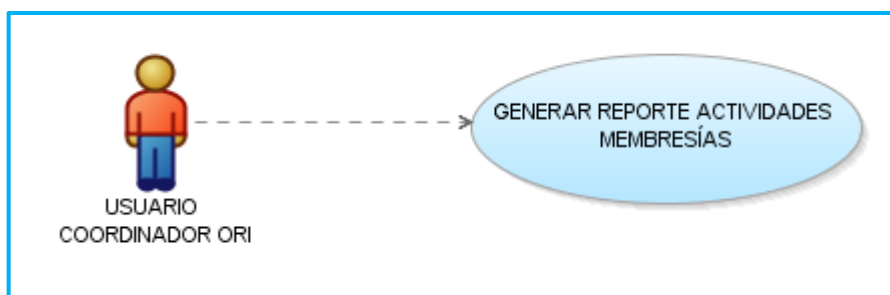 GENERAR REPORTE ACTIVIDADES
MEMBRESÍAS
USUARIO
COORDINADOR ORI